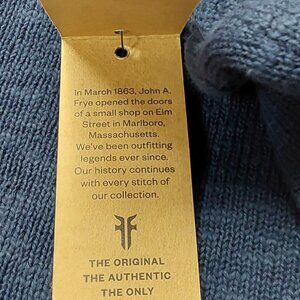 In March 1863, John A.
Frye opened the doors
of a small shop on Elm
Street in Marlboro,
Massachusetts.
We've been outfitting
legends ever since.
Our history continues
with every stitch of
our collection.
THE ORIGINAL
THE AUTHENTIC
THE ONLY